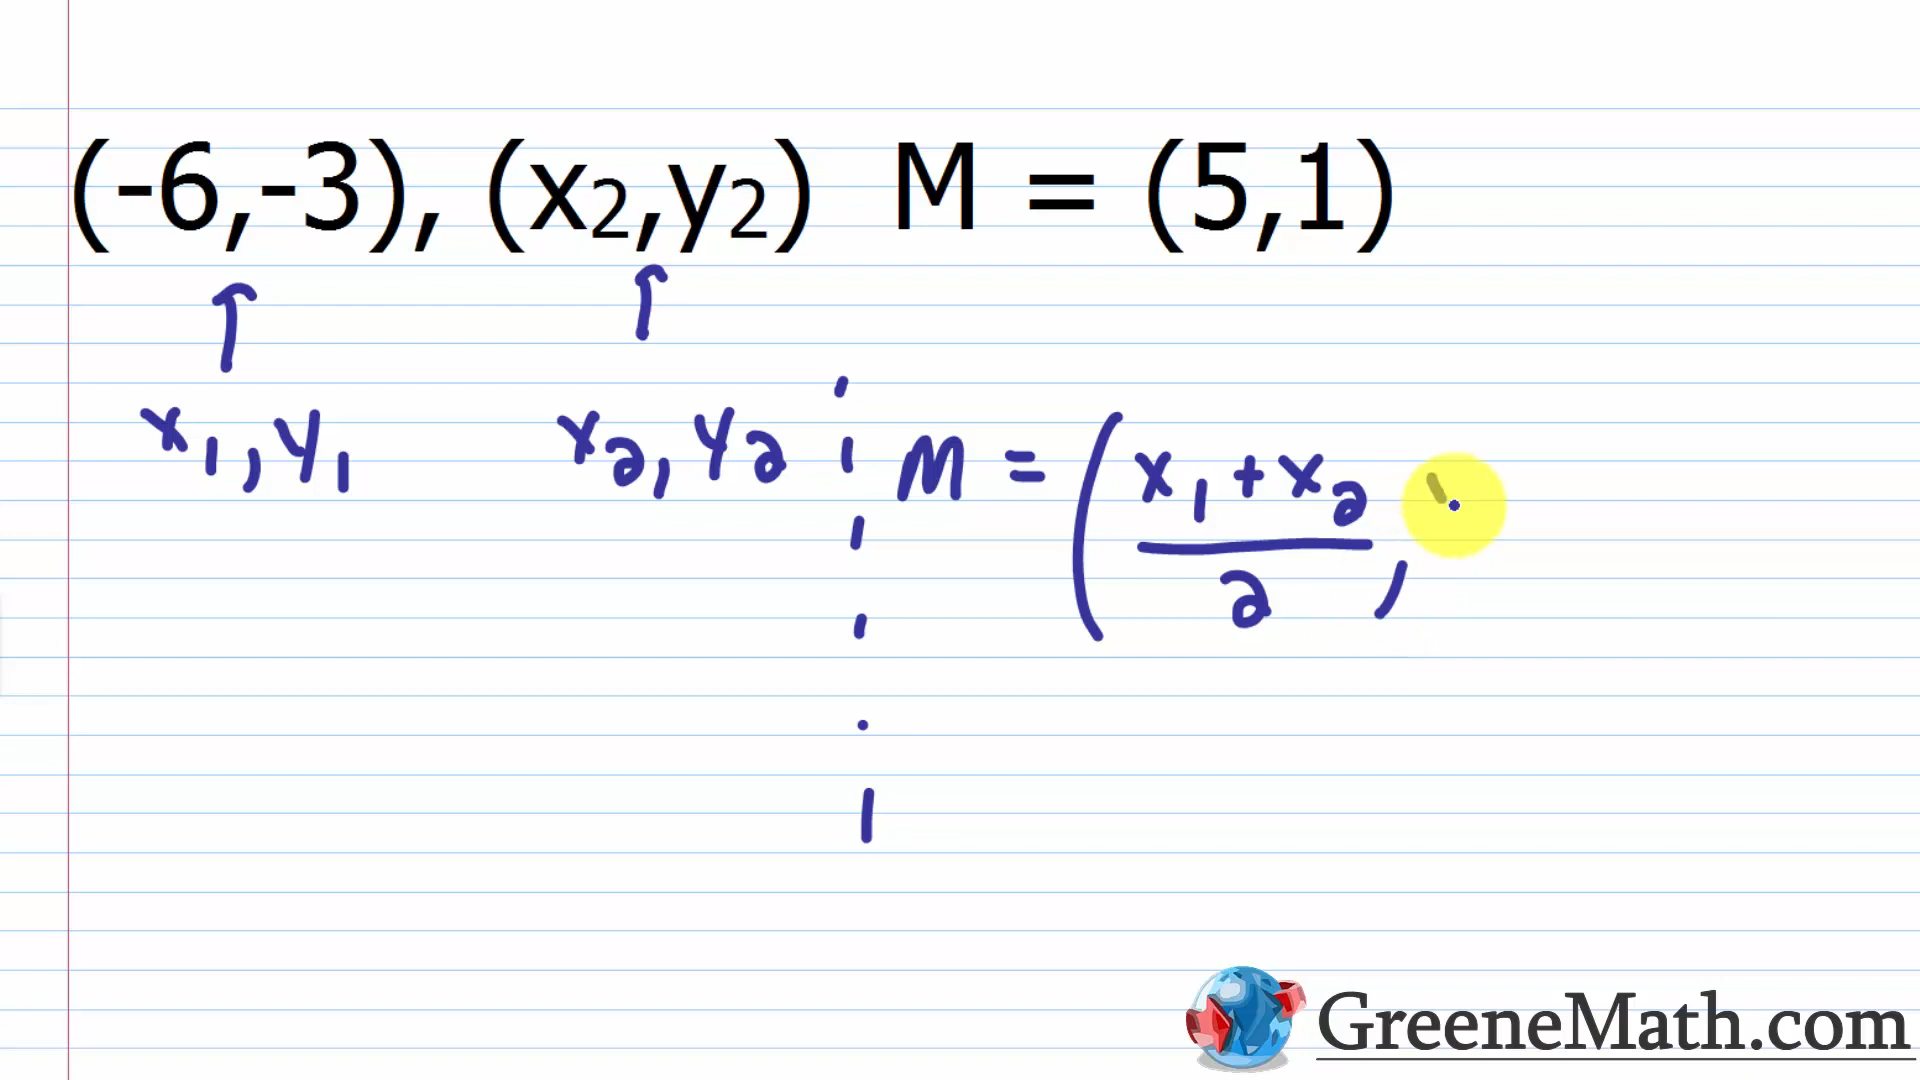 (-6,-3), (x₂,y₂) M = (5,1)
x₁,y₁ x₂,y₂ M = (x₁+x₂
2 ,
GreeneMath.com